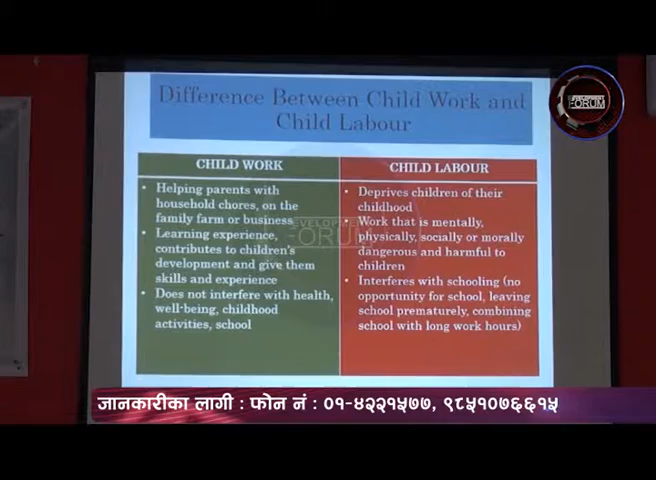 Difference Between Child Work and
Child Labour
DEVELOPMENT
FORUM
CHILD WORK
• Helping parents with
household chores, on the
family farm or business
• Learning experience,
contributes to children's
development and give them
skills and experience
• Does not interfere with health,
well-being, childhood
activities, school
CHILD LABOUR
• Deprives children of their
childhood
• Work that is mentally,
physically, socially or morally
dangerous and harmful to
children
• Interferes with schooling (no
opportunity for school, leaving
school prematurely, combining
school with long work hours)
DEVELOPMENT
FORUM
जानकारीका लागी : फोन नं : ०१-४२२१५७७, ९८५१०७६६१५